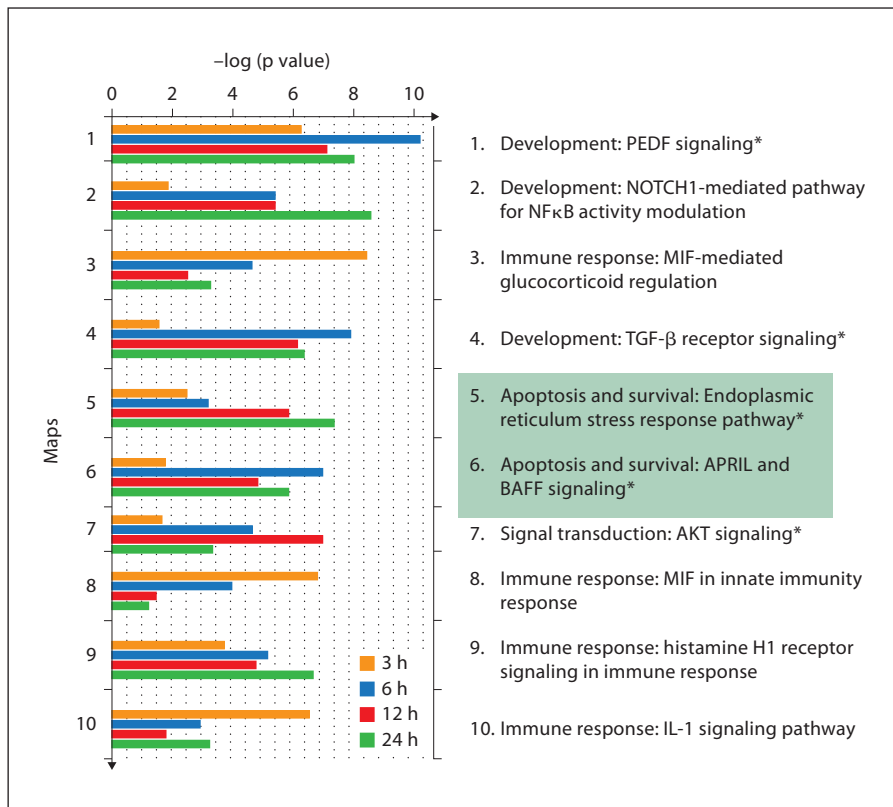 –log (p value)
0 2 4 6 8 10
Maps
1
2
3
4
5
6
7
8
9
10
3 h
6 h
12 h
24 h
1. Development: PEDF signaling*
2. Development: NOTCH1-mediated pathway
for NFκB activity modulation
3. Immune response: MIF-mediated
glucocorticoid regulation
4. Development: TGF-β receptor signaling*
5. Apoptosis and survival: Endoplasmic
reticulum stress response pathway*
6. Apoptosis and survival: APRIL and
BAFF signaling*
7. Signal transduction: AKT signaling*
8. Immune response: MIF in innate immunity
response
9. Immune response: histamine H1 receptor
signaling in immune response
10. Immune response: IL-1 signaling pathway